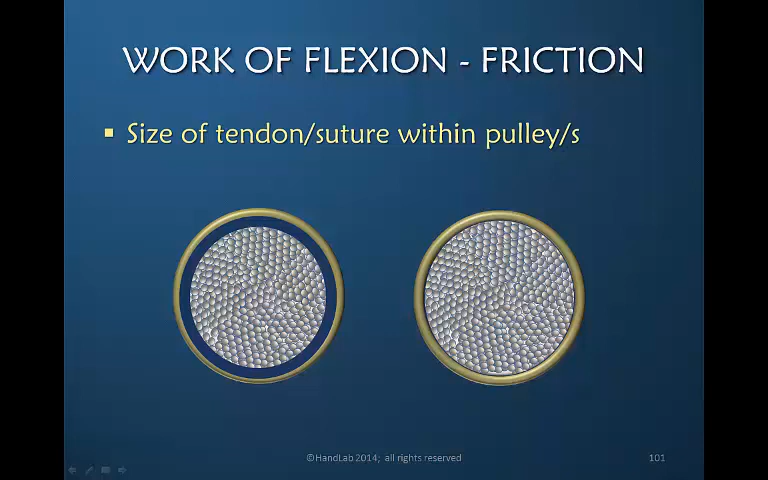 WORK OF FLEXION - FRICTION
▪ Size of tendon/suture within pulley/s
©HandLab 2014; all rights reserved
101